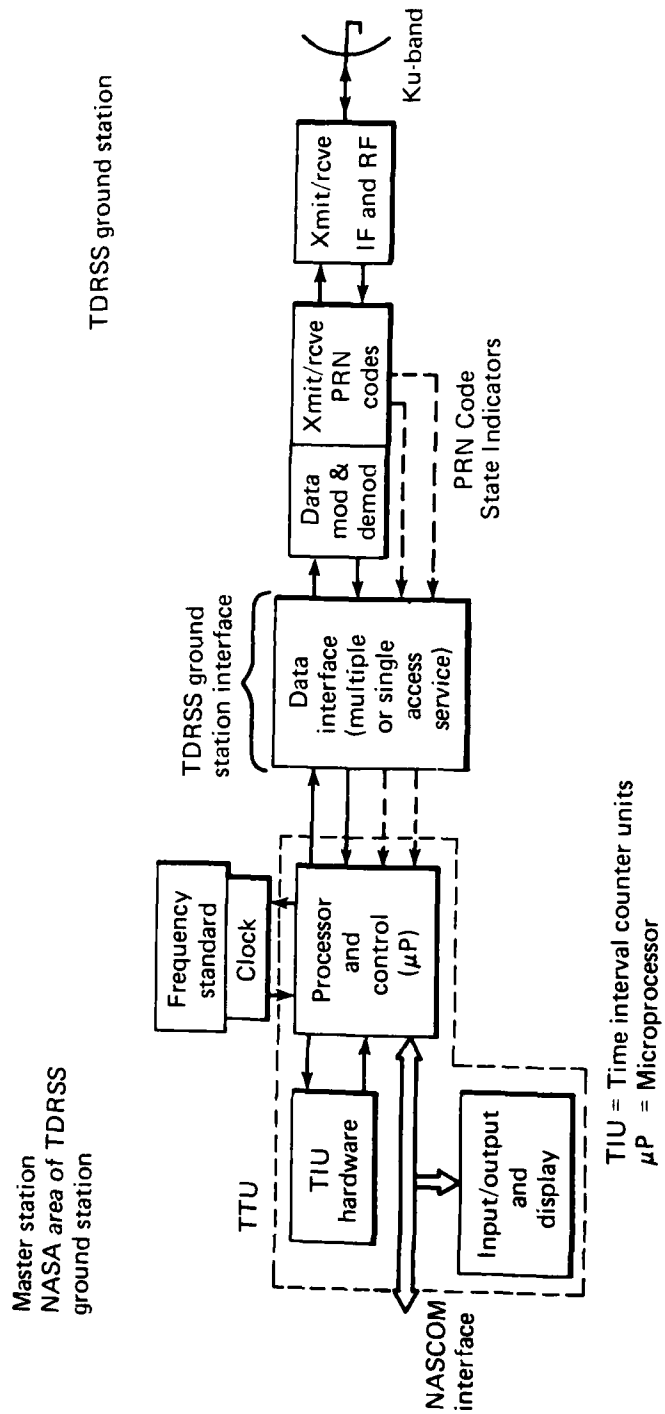 Master station
NASA area of TDRSS
ground station
TDRSS ground station
TDRSS ground
station interface
Frequency
standard
Clock
TTU
TIU
hardware
Processor
and
control
(μP)
Data
interface
(multiple
or single
access
service)
Data
mod &
demod
Xmit/rcve
PRN
codes
Xmit/rcve
IF and RF
Ku-band
PRN Code
State Indicators
NASCOM
interface
Input/output
and
display
TIU = Time interval counter units
μP = Microprocessor